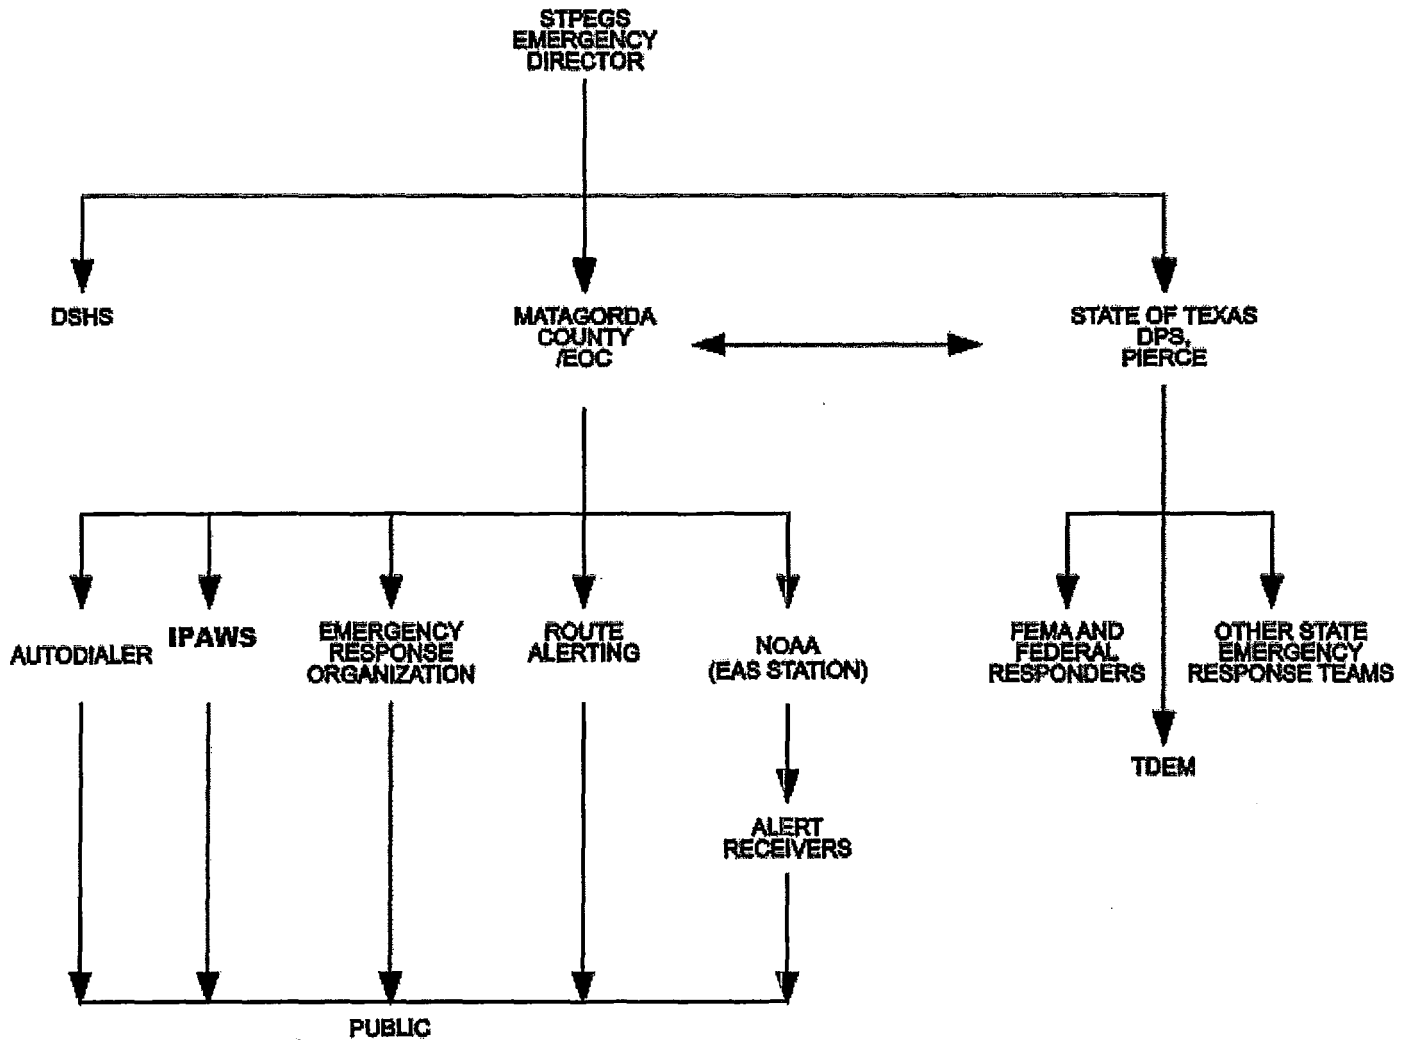 STPEGS
EMERGENCY
DIRECTOR
DSHS
MATAGORDA
COUNTY
/EOC
STATE OF TEXAS
DPS,
PIERCE
AUTODIALER
IPAWS
EMERGENCY
RESPONSE
ORGANIZATION
ROUTE
ALERTING
NOAA
(EAS STATION)
FEMA AND
FEDERAL
RESPONDERS
OTHER STATE
EMERGENCY
RESPONSE TEAMS
TDEM
ALERT
RECEIVERS
PUBLIC